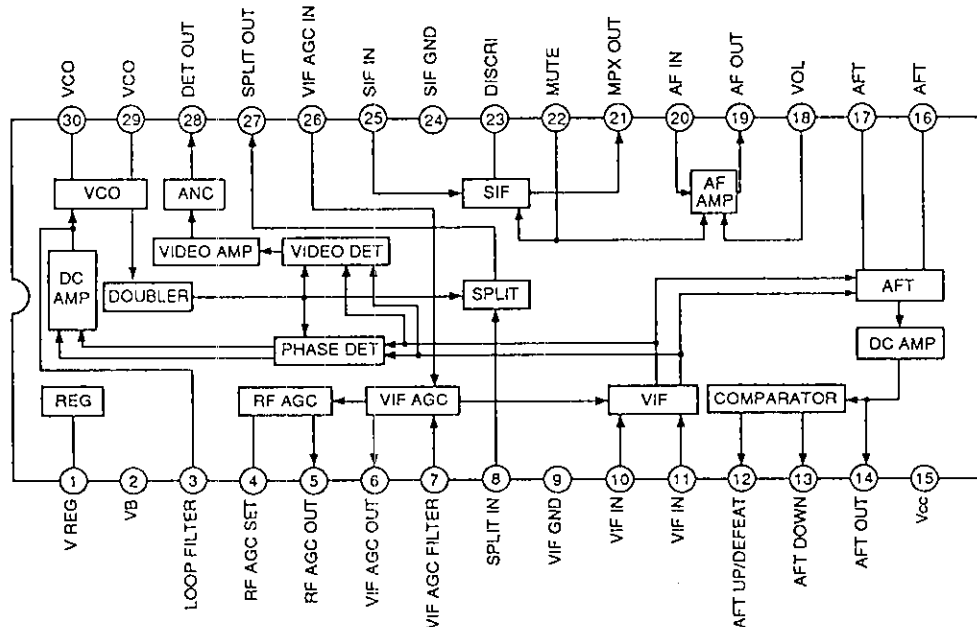 VCO
VCO
DET OUT
SPLIT OUT
VIF AGC IN
SIF IN
SIF GND
DISCRI
MUTE
MPX OUT
AF IN
AF OUT
VOL
AFT
AFT
30
29
28
27
26
25
24
23
22
21
20
19
18
17
16
VCO
ANC
SIF
AF AMP
VIDEO AMP
VIDEO DET
DC AMP
DOUBLER
SPLIT
AFT
PHASE DET
DC AMP
REG
RF AGC
VIF AGC
VIF
COMPARATOR
1
2
3
4
5
6
7
8
9
10
11
12
13
14
15
V REG
VB
LOOP FILTER
RF AGC SET
RF AGC OUT
VIF AGC OUT
VIF AGC FILTER
SPLIT IN
VIF GND
VIF IN
VIF IN
AFT UP/DEFEAT
AFT DOWN
AFT OUT
Vcc